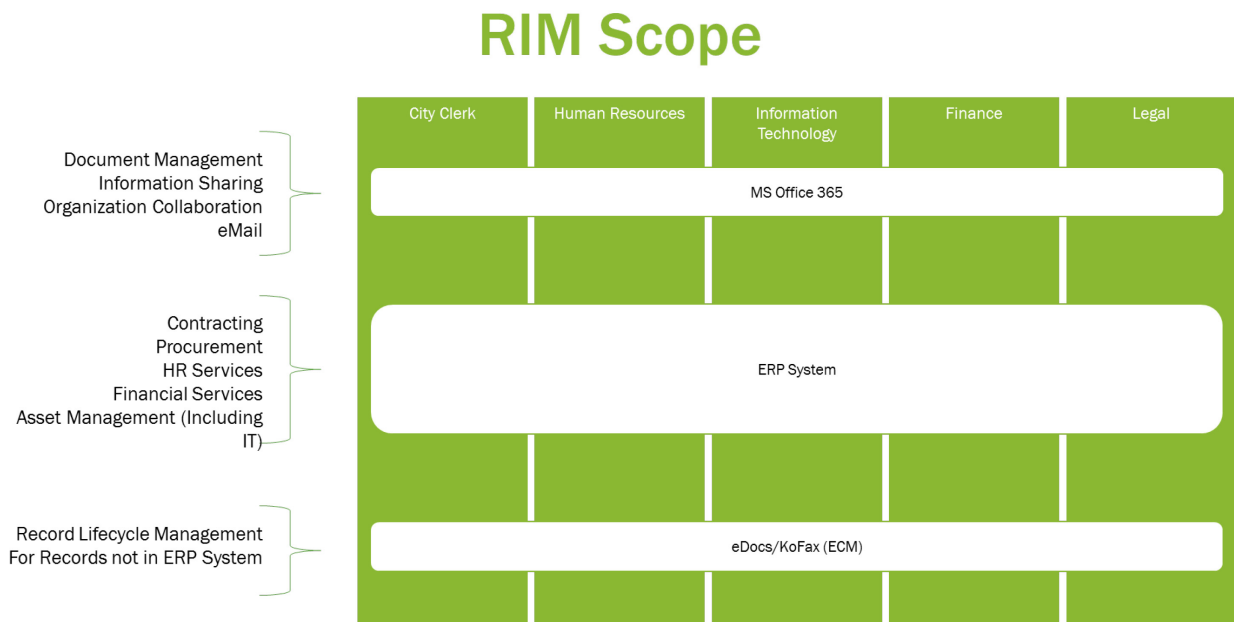 RIM Scope
City Clerk
Human Resources
Information
Technology
Finance
Legal
Document Management
Information Sharing
Organization Collaboration
eMail
MS Office 365
Contracting
Procurement
HR Services
Financial Services
Asset Management (Including
IT)
ERP System
Record Lifecycle Management
For Records not in ERP System
eDocs/KoFax (ECM)